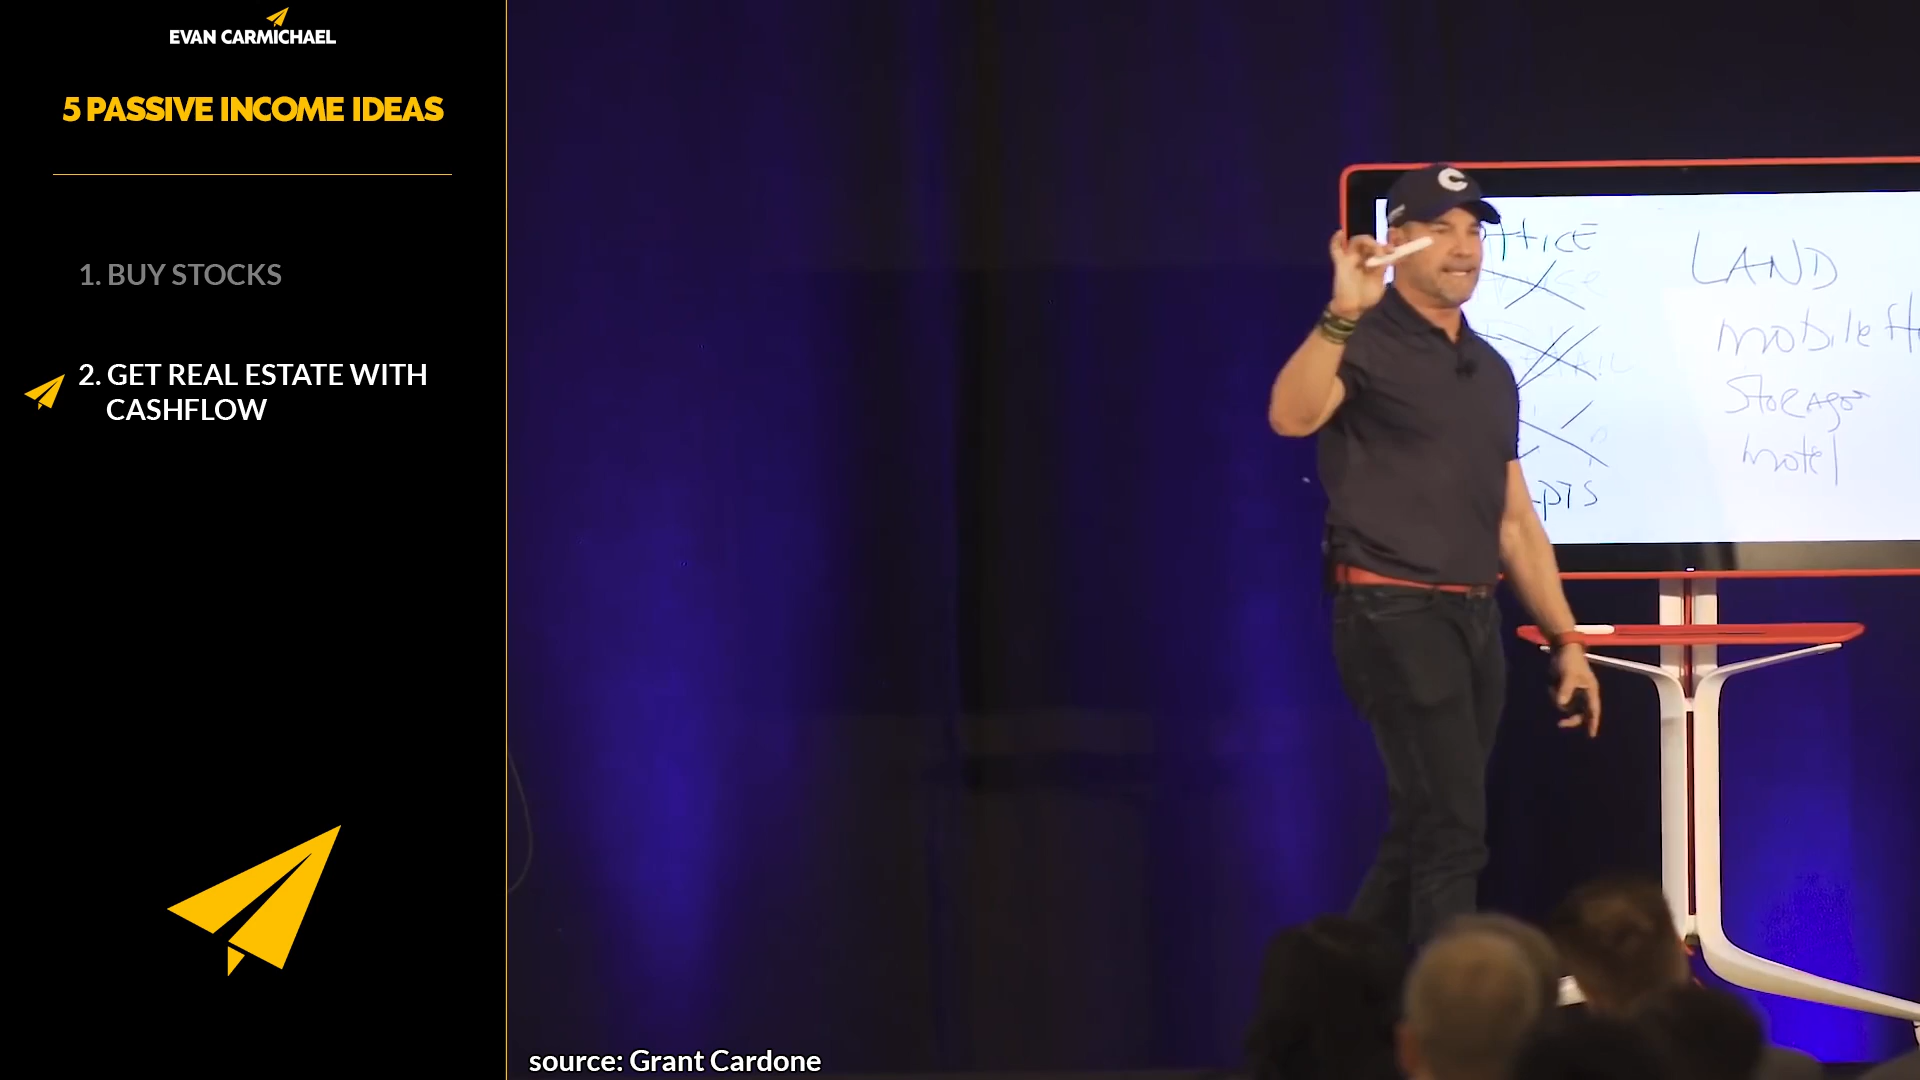 EVAN CARMICHAEL
5 PASSIVE INCOME IDEAS
1. BUY STOCKS
2. GET REAL ESTATE WITH
CASHFLOW
C
LAND
mobile
Storage
motel
source: Grant Cardone